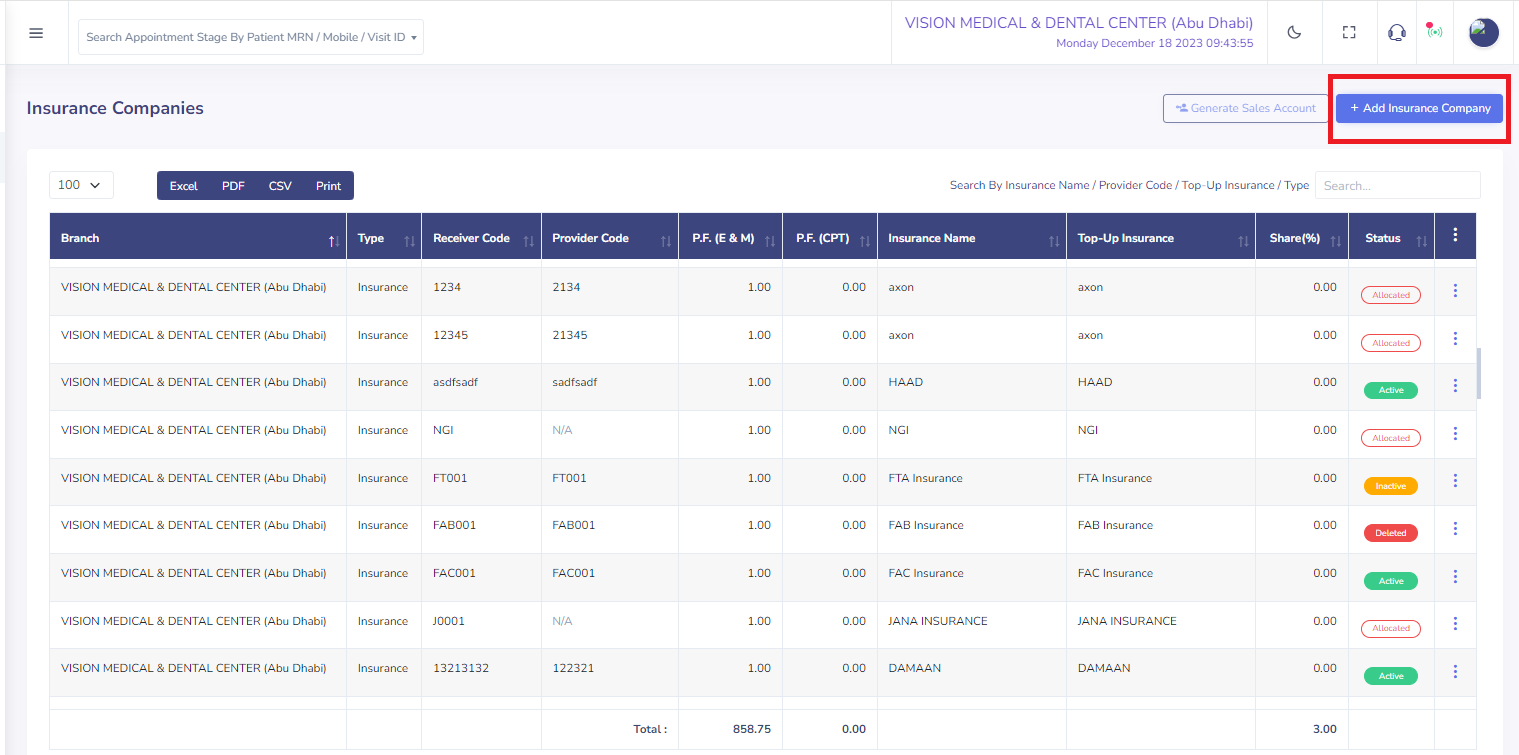 Search Appointment Stage By Patient MRN / Mobile / Visit ID
VISION MEDICAL & DENTAL CENTER (Abu Dhabi)
Monday December 18 2023 09:43:55
Insurance Companies
Generate Sales Account
+ Add Insurance Company
100
Excel PDF CSV Print
Search By Insurance Name / Provider Code / Top-Up Insurance / Type Search...
Branch Type Receiver Code Provider Code P.F. (E & M) P.F. (CPT) Insurance Name Top-Up Insurance Share(%) Status
VISION MEDICAL & DENTAL CENTER (Abu Dhabi) Insurance 1234 2134 1.00 0.00 axon axon 0.00 Allocated
VISION MEDICAL & DENTAL CENTER (Abu Dhabi) Insurance 12345 21345 1.00 0.00 axon axon 0.00 Allocated
VISION MEDICAL & DENTAL CENTER (Abu Dhabi) Insurance asdfsadf sadfsadf 1.00 0.00 HAAD HAAD 0.00 Active
VISION MEDICAL & DENTAL CENTER (Abu Dhabi) Insurance NGI N/A 1.00 0.00 NGI NGI 0.00 Allocated
VISION MEDICAL & DENTAL CENTER (Abu Dhabi) Insurance FT001 FT001 1.00 0.00 FTA Insurance FTA Insurance 0.00 Inactive
VISION MEDICAL & DENTAL CENTER (Abu Dhabi) Insurance FAB001 FAB001 1.00 0.00 FAB Insurance FAB Insurance 0.00 Deleted
VISION MEDICAL & DENTAL CENTER (Abu Dhabi) Insurance FAC001 FAC001 1.00 0.00 FAC Insurance FAC Insurance 0.00 Active
VISION MEDICAL & DENTAL CENTER (Abu Dhabi) Insurance J0001 N/A 1.00 0.00 JANA INSURANCE JANA INSURANCE 0.00 Allocated
VISION MEDICAL & DENTAL CENTER (Abu Dhabi) Insurance 13213132 122321 1.00 0.00 DAMAAN DAMAAN 0.00 Active
Total : 858.75 0.00 3.00